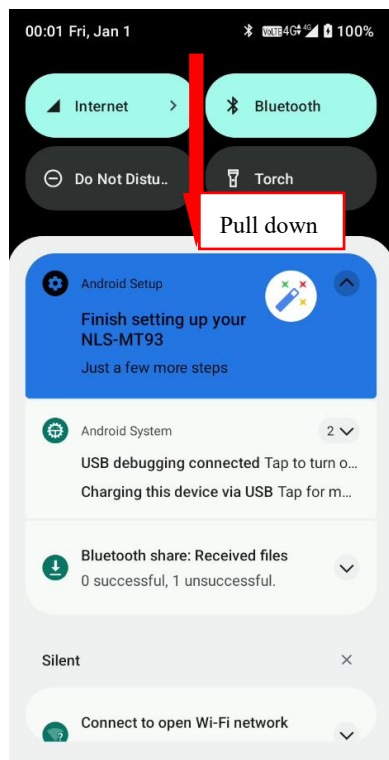 00:01 Fri, Jan 1 VoLTE 4G 4G 100%
Internet Bluetooth
Do Not Distu.. Torch
Pull down
Android Setup
Finish setting up your
NLS-MT93
Just a few more steps
Android System 2
USB debugging connected Tap to turn o…
Charging this device via USB Tap for m…
Bluetooth share: Received files
0 successful, 1 unsuccessful.
Silent
Connect to open Wi-Fi network